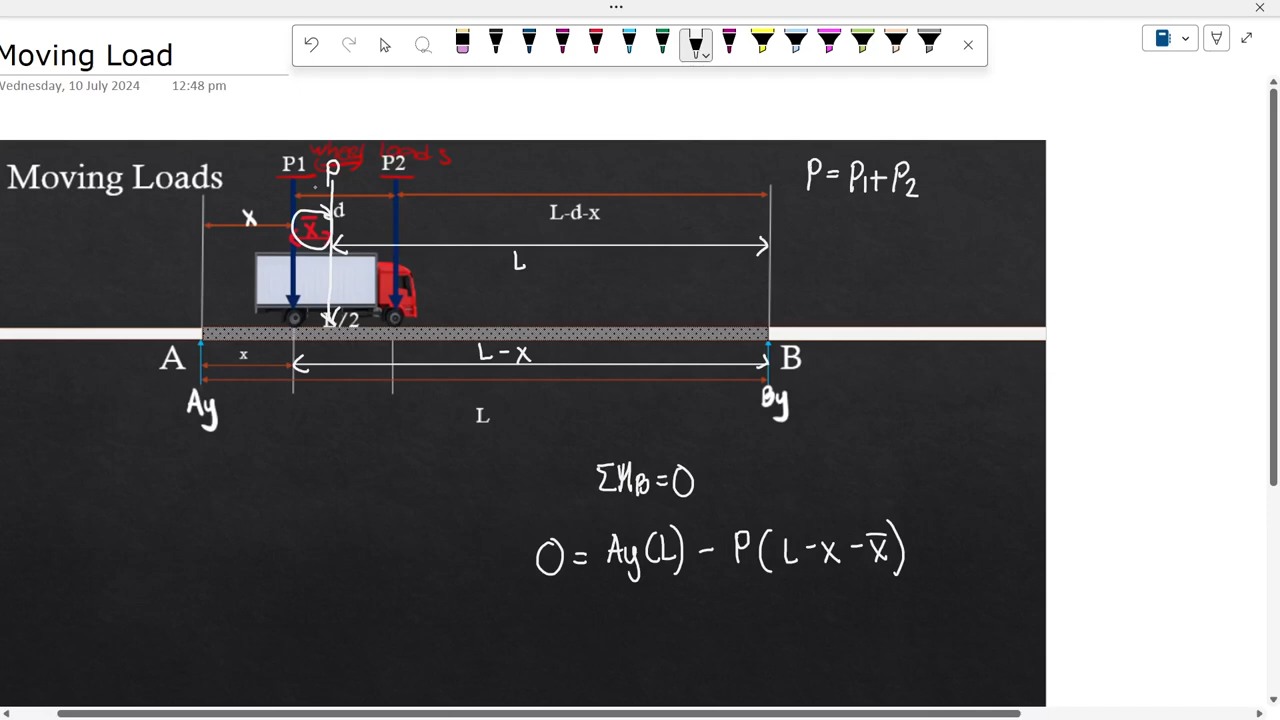 Moving Load
Wednesday, 10 July 2024 12:48 pm
Moving Loads
wheel loads
P1 P P2
P = P1 + P2
x x̄ d L-d-x
L
/2
A x L - x B
Ay By
L
ΣMB = 0
0 = Ay(L) - P(L - x - x̄)